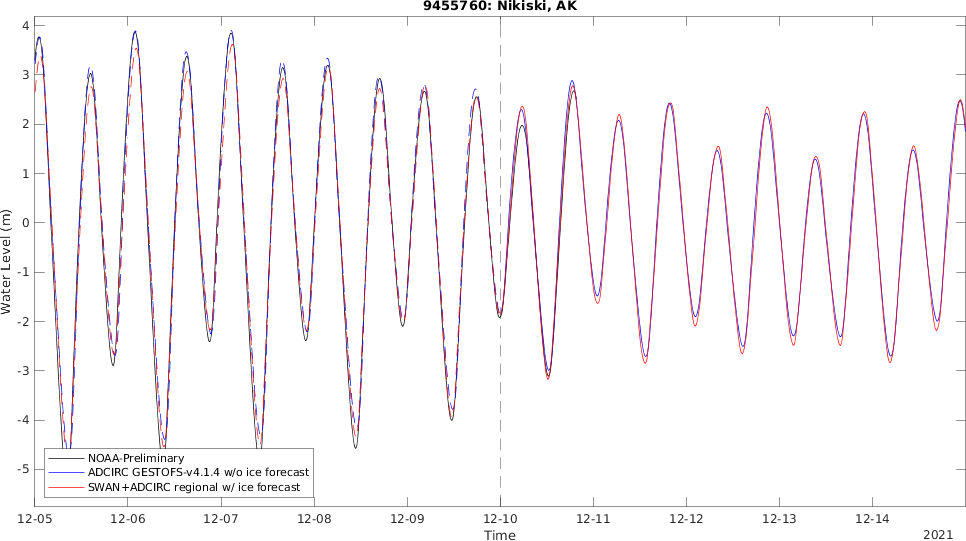 9455760: Nikiski, AK
4
3
2
1
0
-1
-2
-3
-4
-5
Water Level (m)
NOAA-Preliminary
ADCIRC GESTOFS-v4.1.4 w/o ice forecast
SWAN+ADCIRC regional w/ ice forecast
12-05 12-06 12-07 12-08 12-09 12-10 12-11 12-12 12-13 12-14
Time
2021